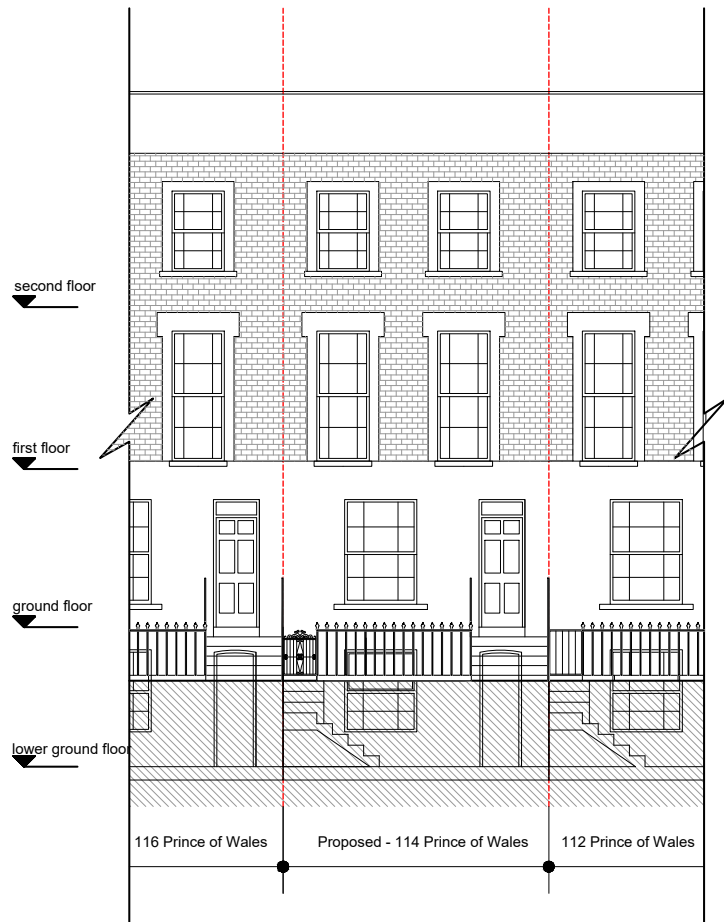 second floor
first floor
ground floor
lower ground floor
116 Prince of Wales
Proposed - 114 Prince of Wales
112 Prince of Wales